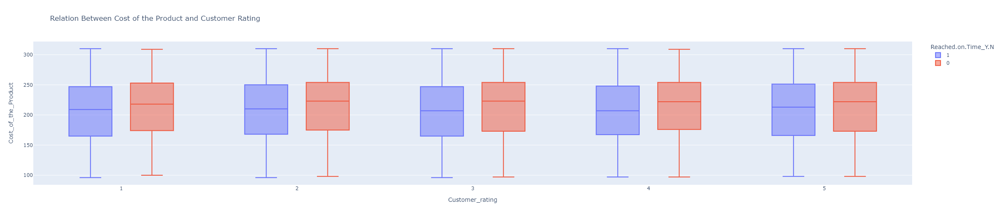 Relation Between Cost of the Product and Customer Rating
Reached.on.Time_Y.N
1
0
Cost_of_the_Product
300
250
200
150
100
1 2 3 4 5
Customer_rating